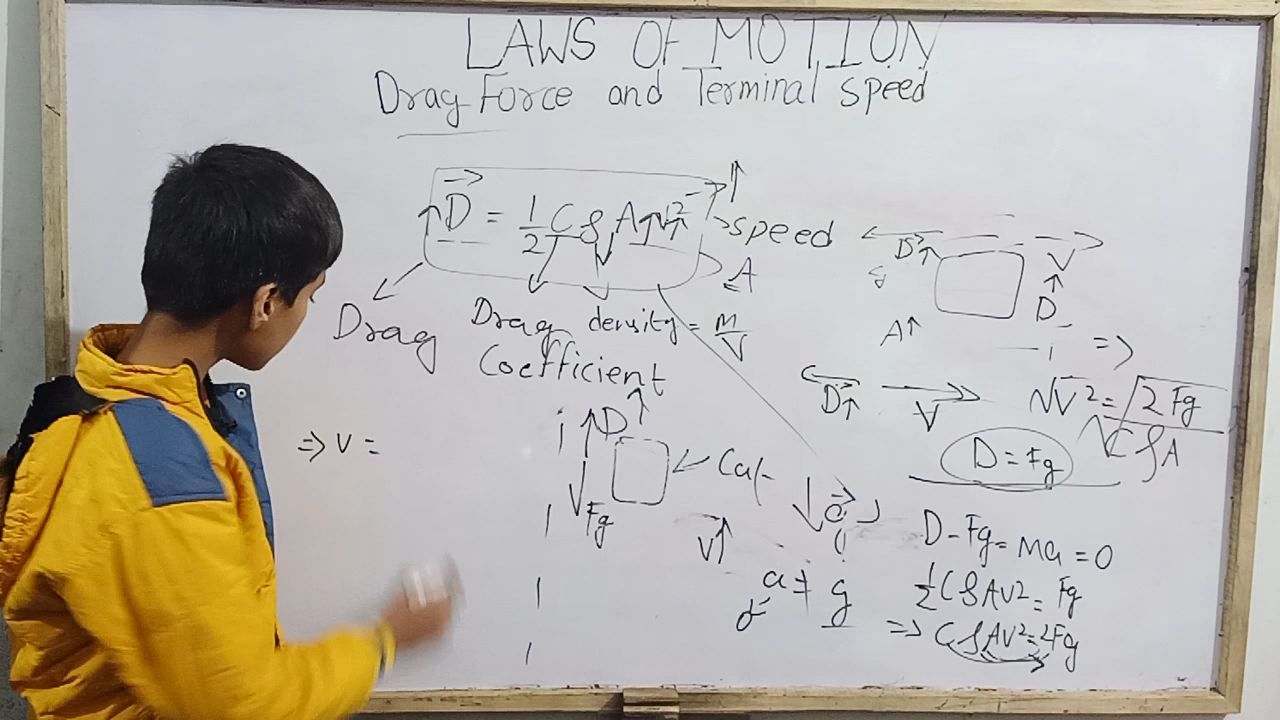 LAWS OF MOTION
Drag Force and Terminal speed
D = 1/2 C ρ A v²
speed
A
Drag
Drag Coefficient
density = m/V
D
V
D
A
D
V
√v² = √2Fg/CρA
D = Fg
⇒ v =
D
Fg
Cat
V
a
g
a ≠ g
D - Fg = ma = 0
1/2 CρAv² = Fg
⇒ CρAv² = 2Fg